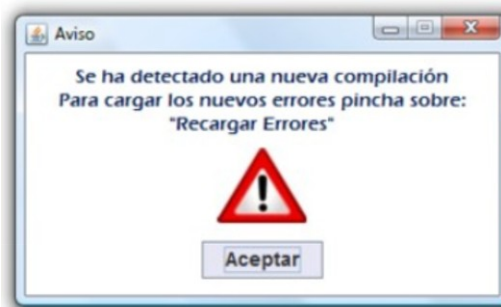 Aviso
Se ha detectado una nueva compilación
Para cargar los nuevos errores pincha sobre:
"Recargar Errores"
Aceptar